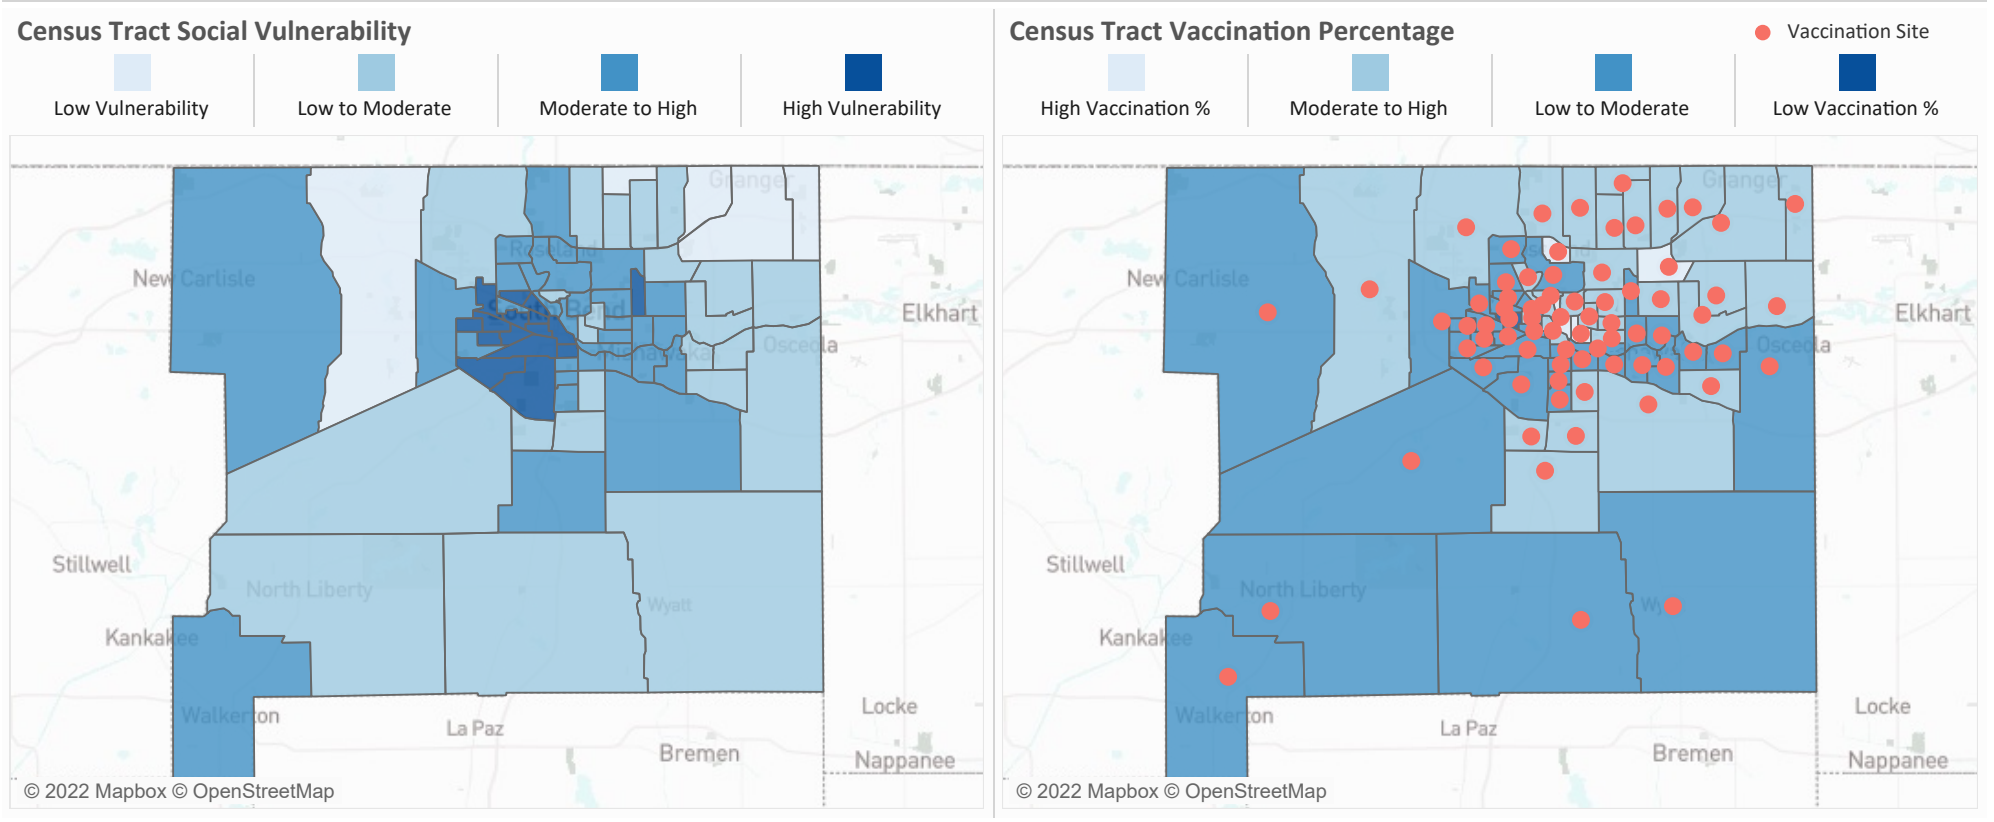 Census Tract Social Vulnerability
Low Vulnerability
Low to Moderate
Moderate to High
High Vulnerability
Granger
Roseland
New Carlisle
South Bend
Elkhart
Mishawaka
Osceola
Stillwell
North Liberty
Wyatt
Kankakee
Walkerton
La Paz
Locke
Bremen
Nappanee
© 2022 Mapbox © OpenStreetMap
Census Tract Vaccination Percentage
Vaccination Site
High Vaccination %
Moderate to High
Low to Moderate
Low Vaccination %
Granger
New Carlisle
Elkhart
Osceola
Stillwell
North Liberty
Kankakee
Walkerton
La Paz
Locke
Bremen
Nappanee
© 2022 Mapbox © OpenStreetMap